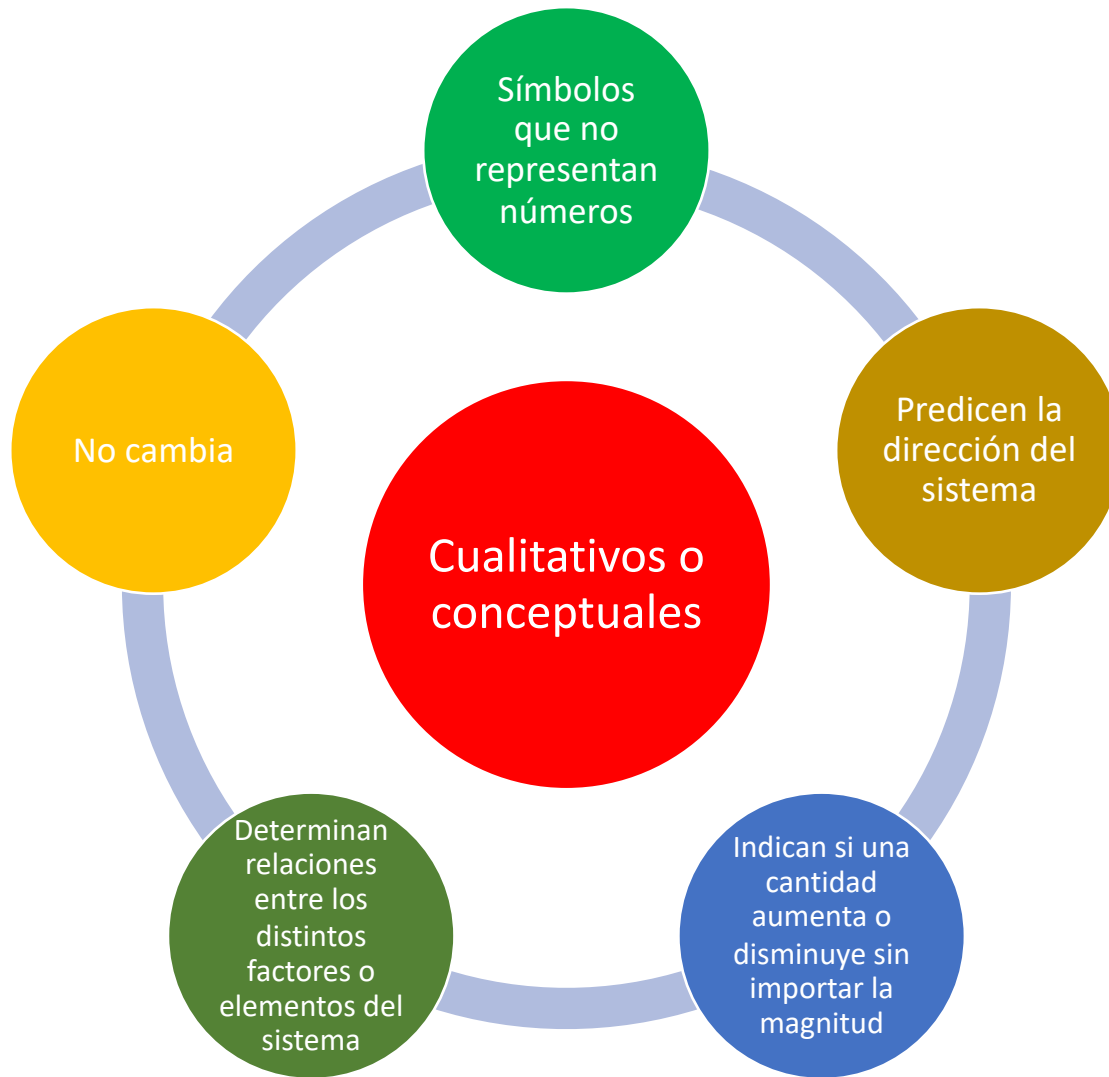 Símbolos
que no
representan
números
Predicen la
dirección del
sistema
Indican si una
cantidad
aumenta o
disminuye sin
importar la
magnitud
Determinan
relaciones
entre los
distintos
factores o
elementos del
sistema
No cambia
Cualitativos o
conceptuales